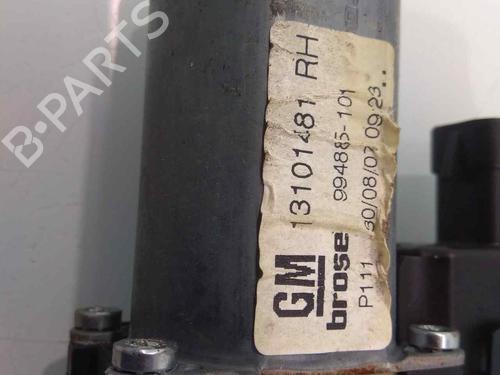 GM 13101481 RH
brose 994885-101
P111 30/08/07 09:23
B-PARTS